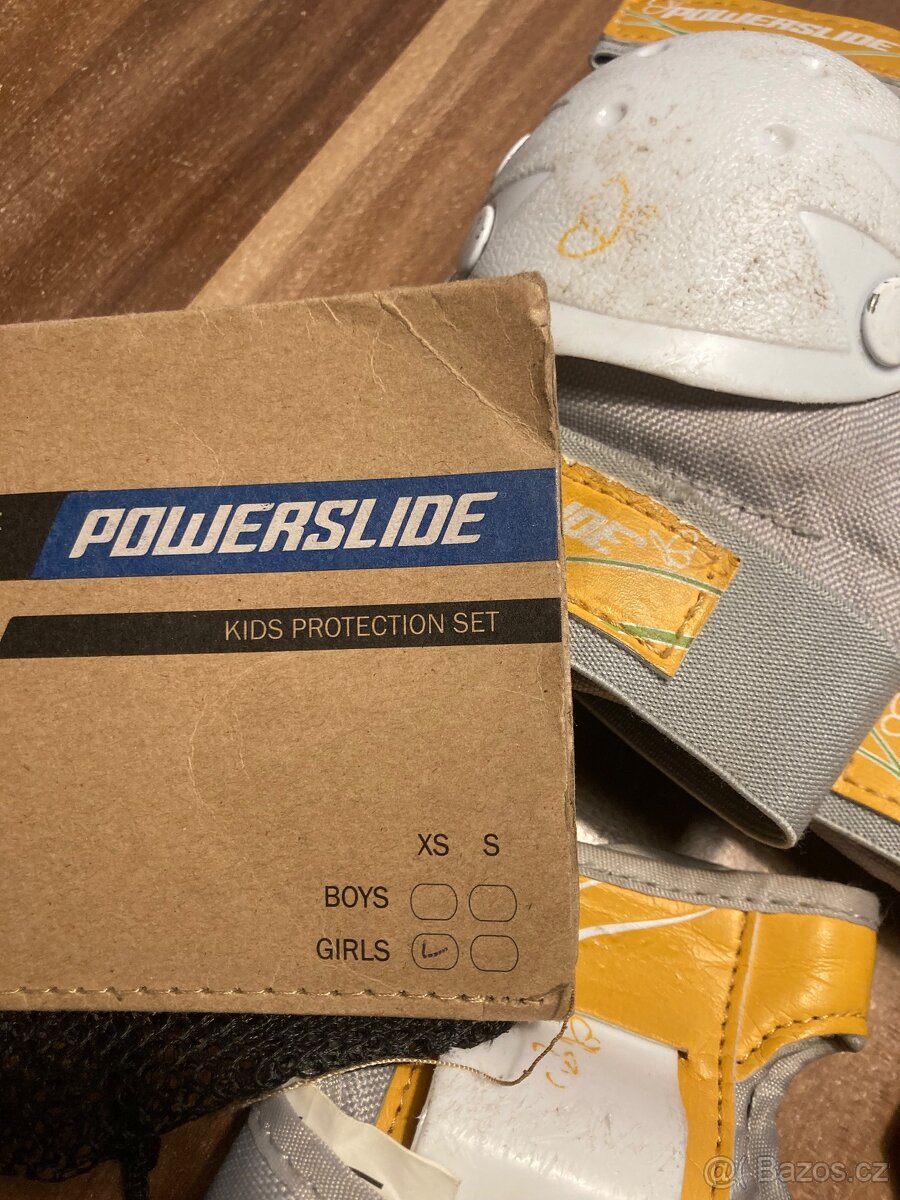 POWERSLIDE
POWERSLIDE
KIDS PROTECTION SET
XS S
BOYS
GIRLS
@ Bazos.cz